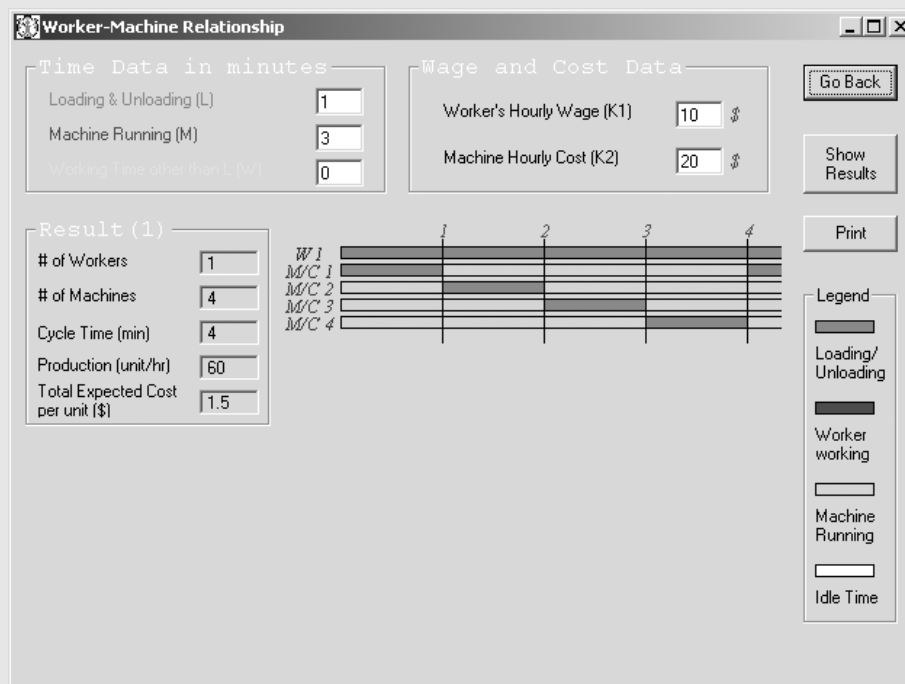 Worker-Machine Relationship
Time Data in minutes
Loading & Unloading (L) 1
Machine Running (M) 3
Working Time other than L (W) 0
Wage and Cost Data
Worker's Hourly Wage (K1) 10 $
Machine Hourly Cost (K2) 20 $
Go Back
Show
Results
Print
Result (1)
# of Workers 1
# of Machines 4
Cycle Time (min) 4
Production (unit/hr) 60
Total Expected Cost
per unit ($) 1.5
1 2 3 4
W 1
M/C 1
M/C 2
M/C 3
M/C 4
Legend
Loading/
Unloading
Worker
working
Machine
Running
Idle Time